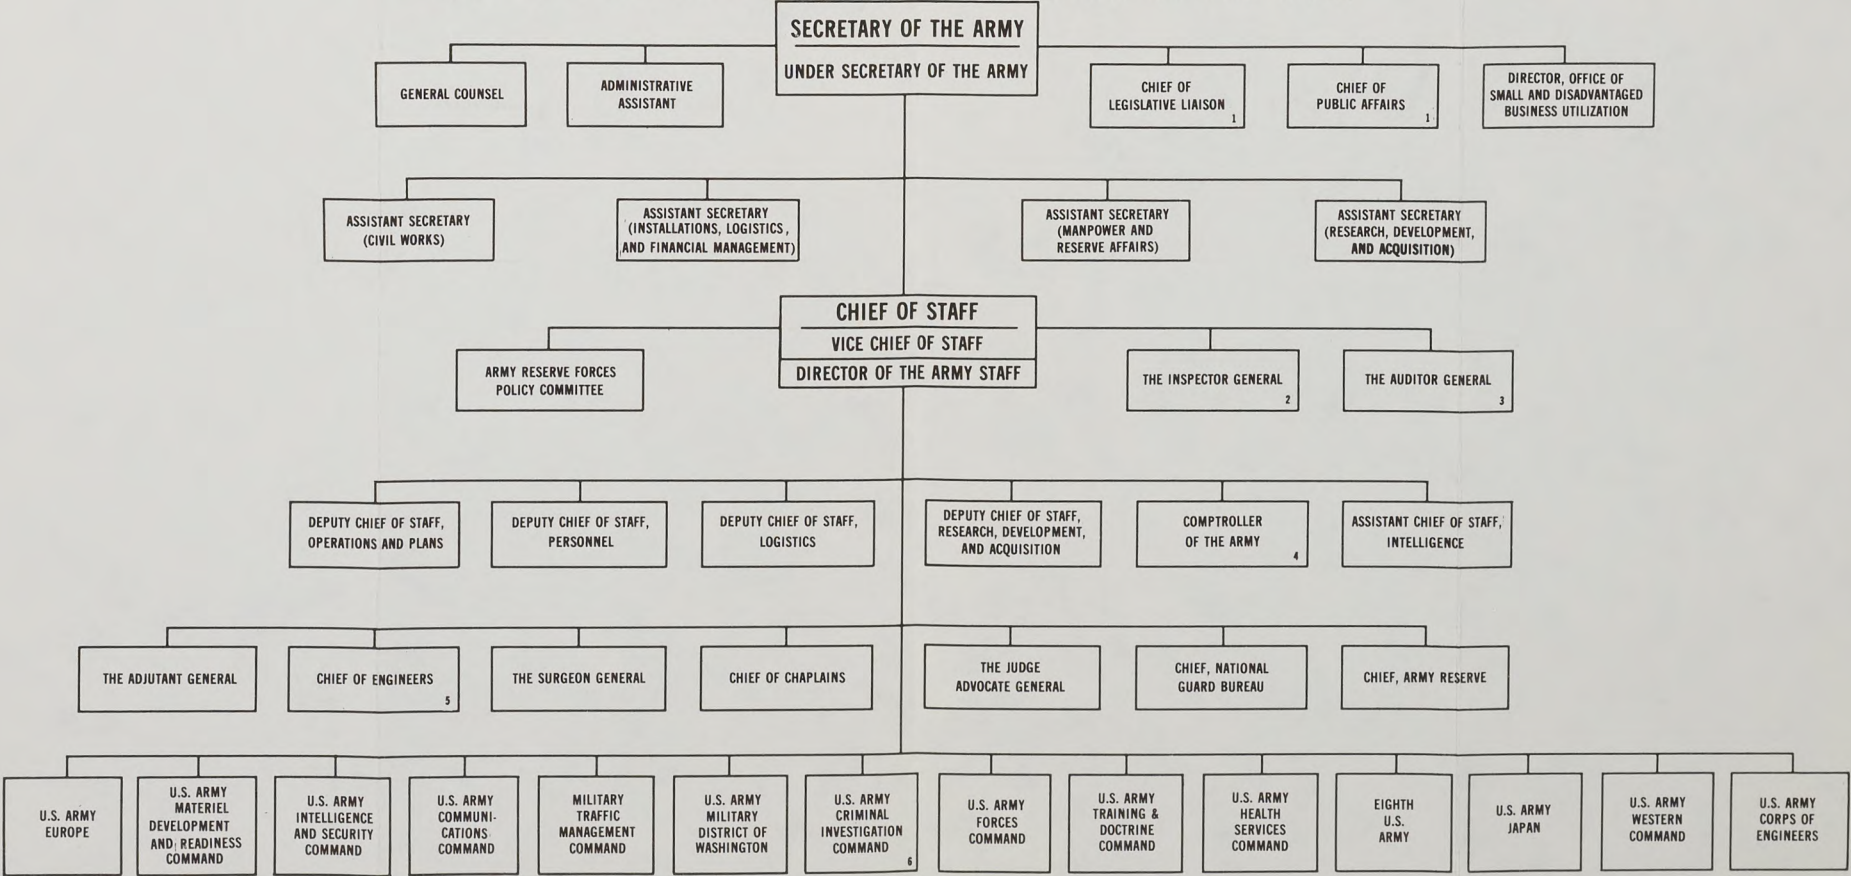 SECRETARY OF THE ARMY
UNDER SECRETARY OF THE ARMY
GENERAL COUNSEL
ADMINISTRATIVE
ASSISTANT
CHIEF OF
LEGISLATIVE LIAISON
1
CHIEF OF
PUBLIC AFFAIRS
1
DIRECTOR, OFFICE OF
SMALL AND DISADVANTAGED
BUSINESS UTILIZATION
ASSISTANT SECRETARY
(CIVIL WORKS)
ASSISTANT SECRETARY
(INSTALLATIONS, LOGISTICS,
AND FINANCIAL MANAGEMENT)
ASSISTANT SECRETARY
(MANPOWER AND
RESERVE AFFAIRS)
ASSISTANT SECRETARY
(RESEARCH, DEVELOPMENT,
AND ACQUISITION)
CHIEF OF STAFF
VICE CHIEF OF STAFF
DIRECTOR OF THE ARMY STAFF
ARMY RESERVE FORCES
POLICY COMMITTEE
THE INSPECTOR GENERAL
2
THE AUDITOR GENERAL
3
DEPUTY CHIEF OF STAFF,
OPERATIONS AND PLANS
DEPUTY CHIEF OF STAFF,
PERSONNEL
DEPUTY CHIEF OF STAFF,
LOGISTICS
DEPUTY CHIEF OF STAFF,
RESEARCH, DEVELOPMENT,
AND ACQUISITION
COMPTROLLER
OF THE ARMY
4
ASSISTANT CHIEF OF STAFF,
INTELLIGENCE
THE ADJUTANT GENERAL
CHIEF OF ENGINEERS
5
THE SURGEON GENERAL
CHIEF OF CHAPLAINS
THE JUDGE
ADVOCATE GENERAL
CHIEF, NATIONAL
GUARD BUREAU
CHIEF, ARMY RESERVE
U.S. ARMY
EUROPE
U.S. ARMY
MATERIEL
DEVELOPMENT
AND READINESS
COMMAND
U.S. ARMY
INTELLIGENCE
AND SECURITY
COMMAND
U.S. ARMY
COMMUNI-
CATIONS
COMMAND
MILITARY
TRAFFIC
MANAGEMENT
COMMAND
U.S. ARMY
MILITARY
DISTRICT OF
WASHINGTON
U.S. ARMY
CRIMINAL
INVESTIGATION
COMMAND
6
U.S. ARMY
FORCES
COMMAND
U.S. ARMY
TRAINING &
DOCTRINE
COMMAND
U.S. ARMY
HEALTH
SERVICES
COMMAND
EIGHTH
U.S.
ARMY
U.S. ARMY
JAPAN
U.S. ARMY
WESTERN
COMMAND
U.S. ARMY
CORPS OF
ENGINEERS